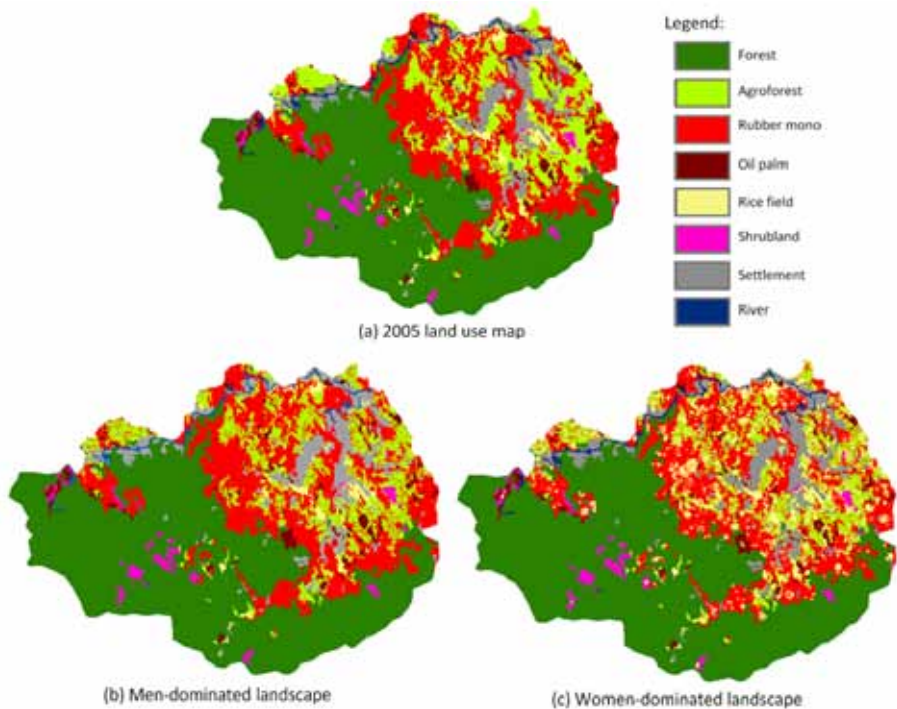 Legend:
Forest
Agroforest
Rubber mono
Oil palm
Rice field
Shrubland
Settlement
River
(a) 2005 land use map
(b) Men-dominated landscape
(c) Women-dominated landscape